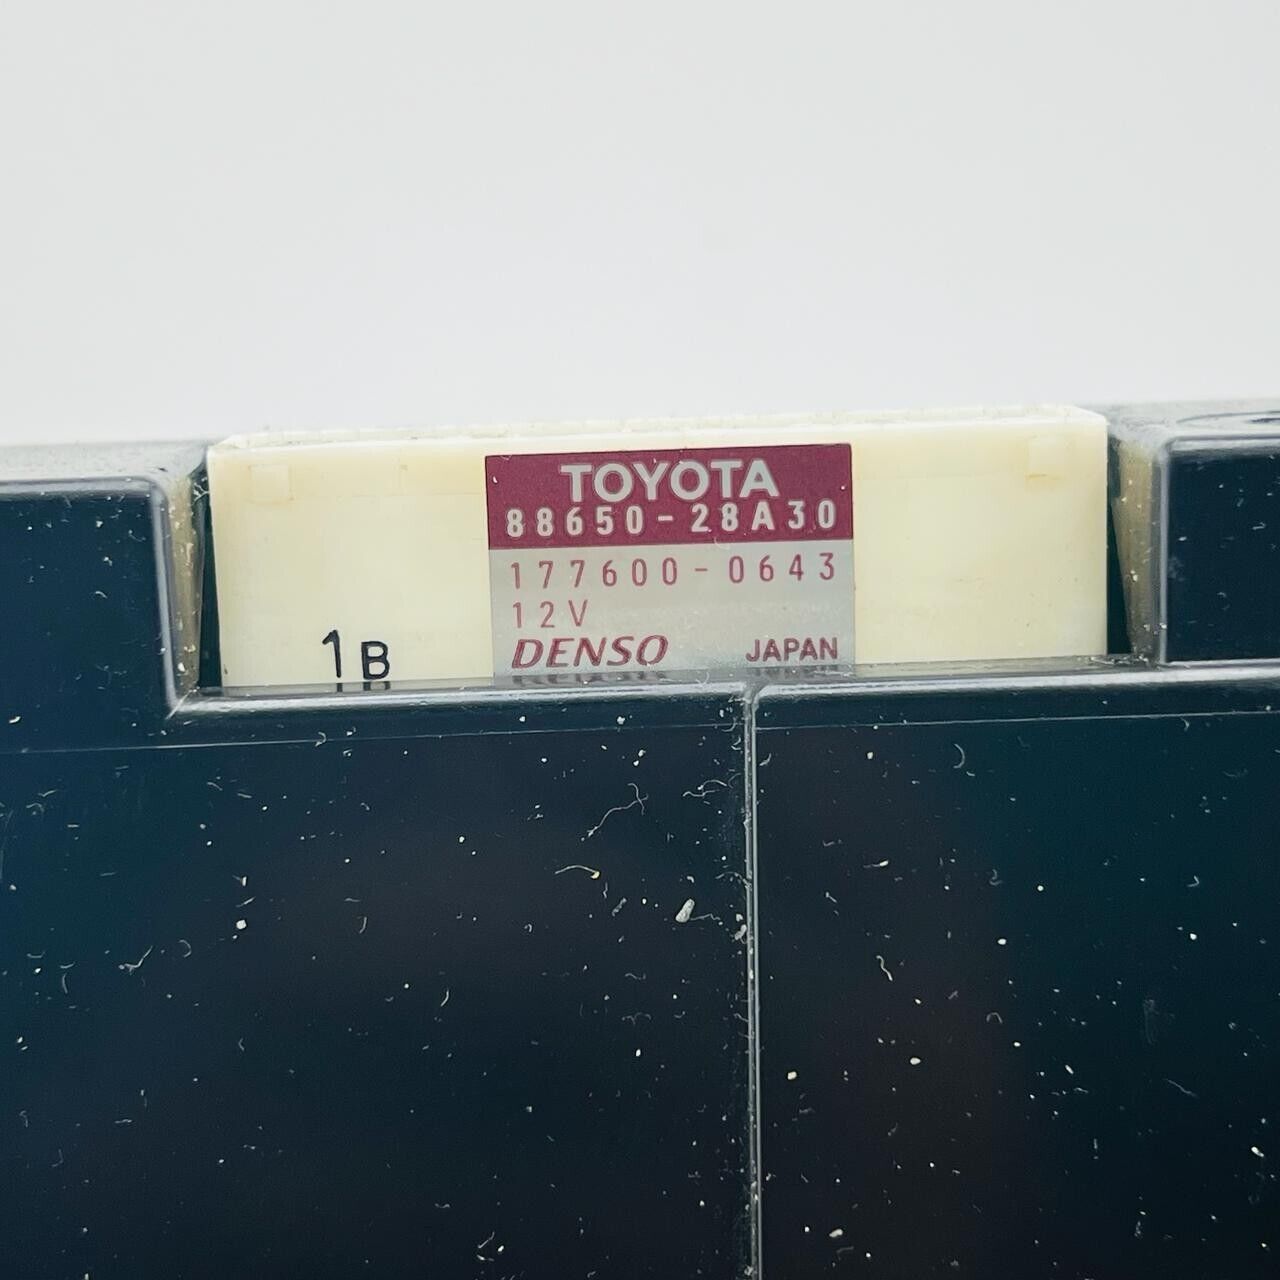 TOYOTA
88650-28A30
177600-0643
12V
DENSO JAPAN
1B